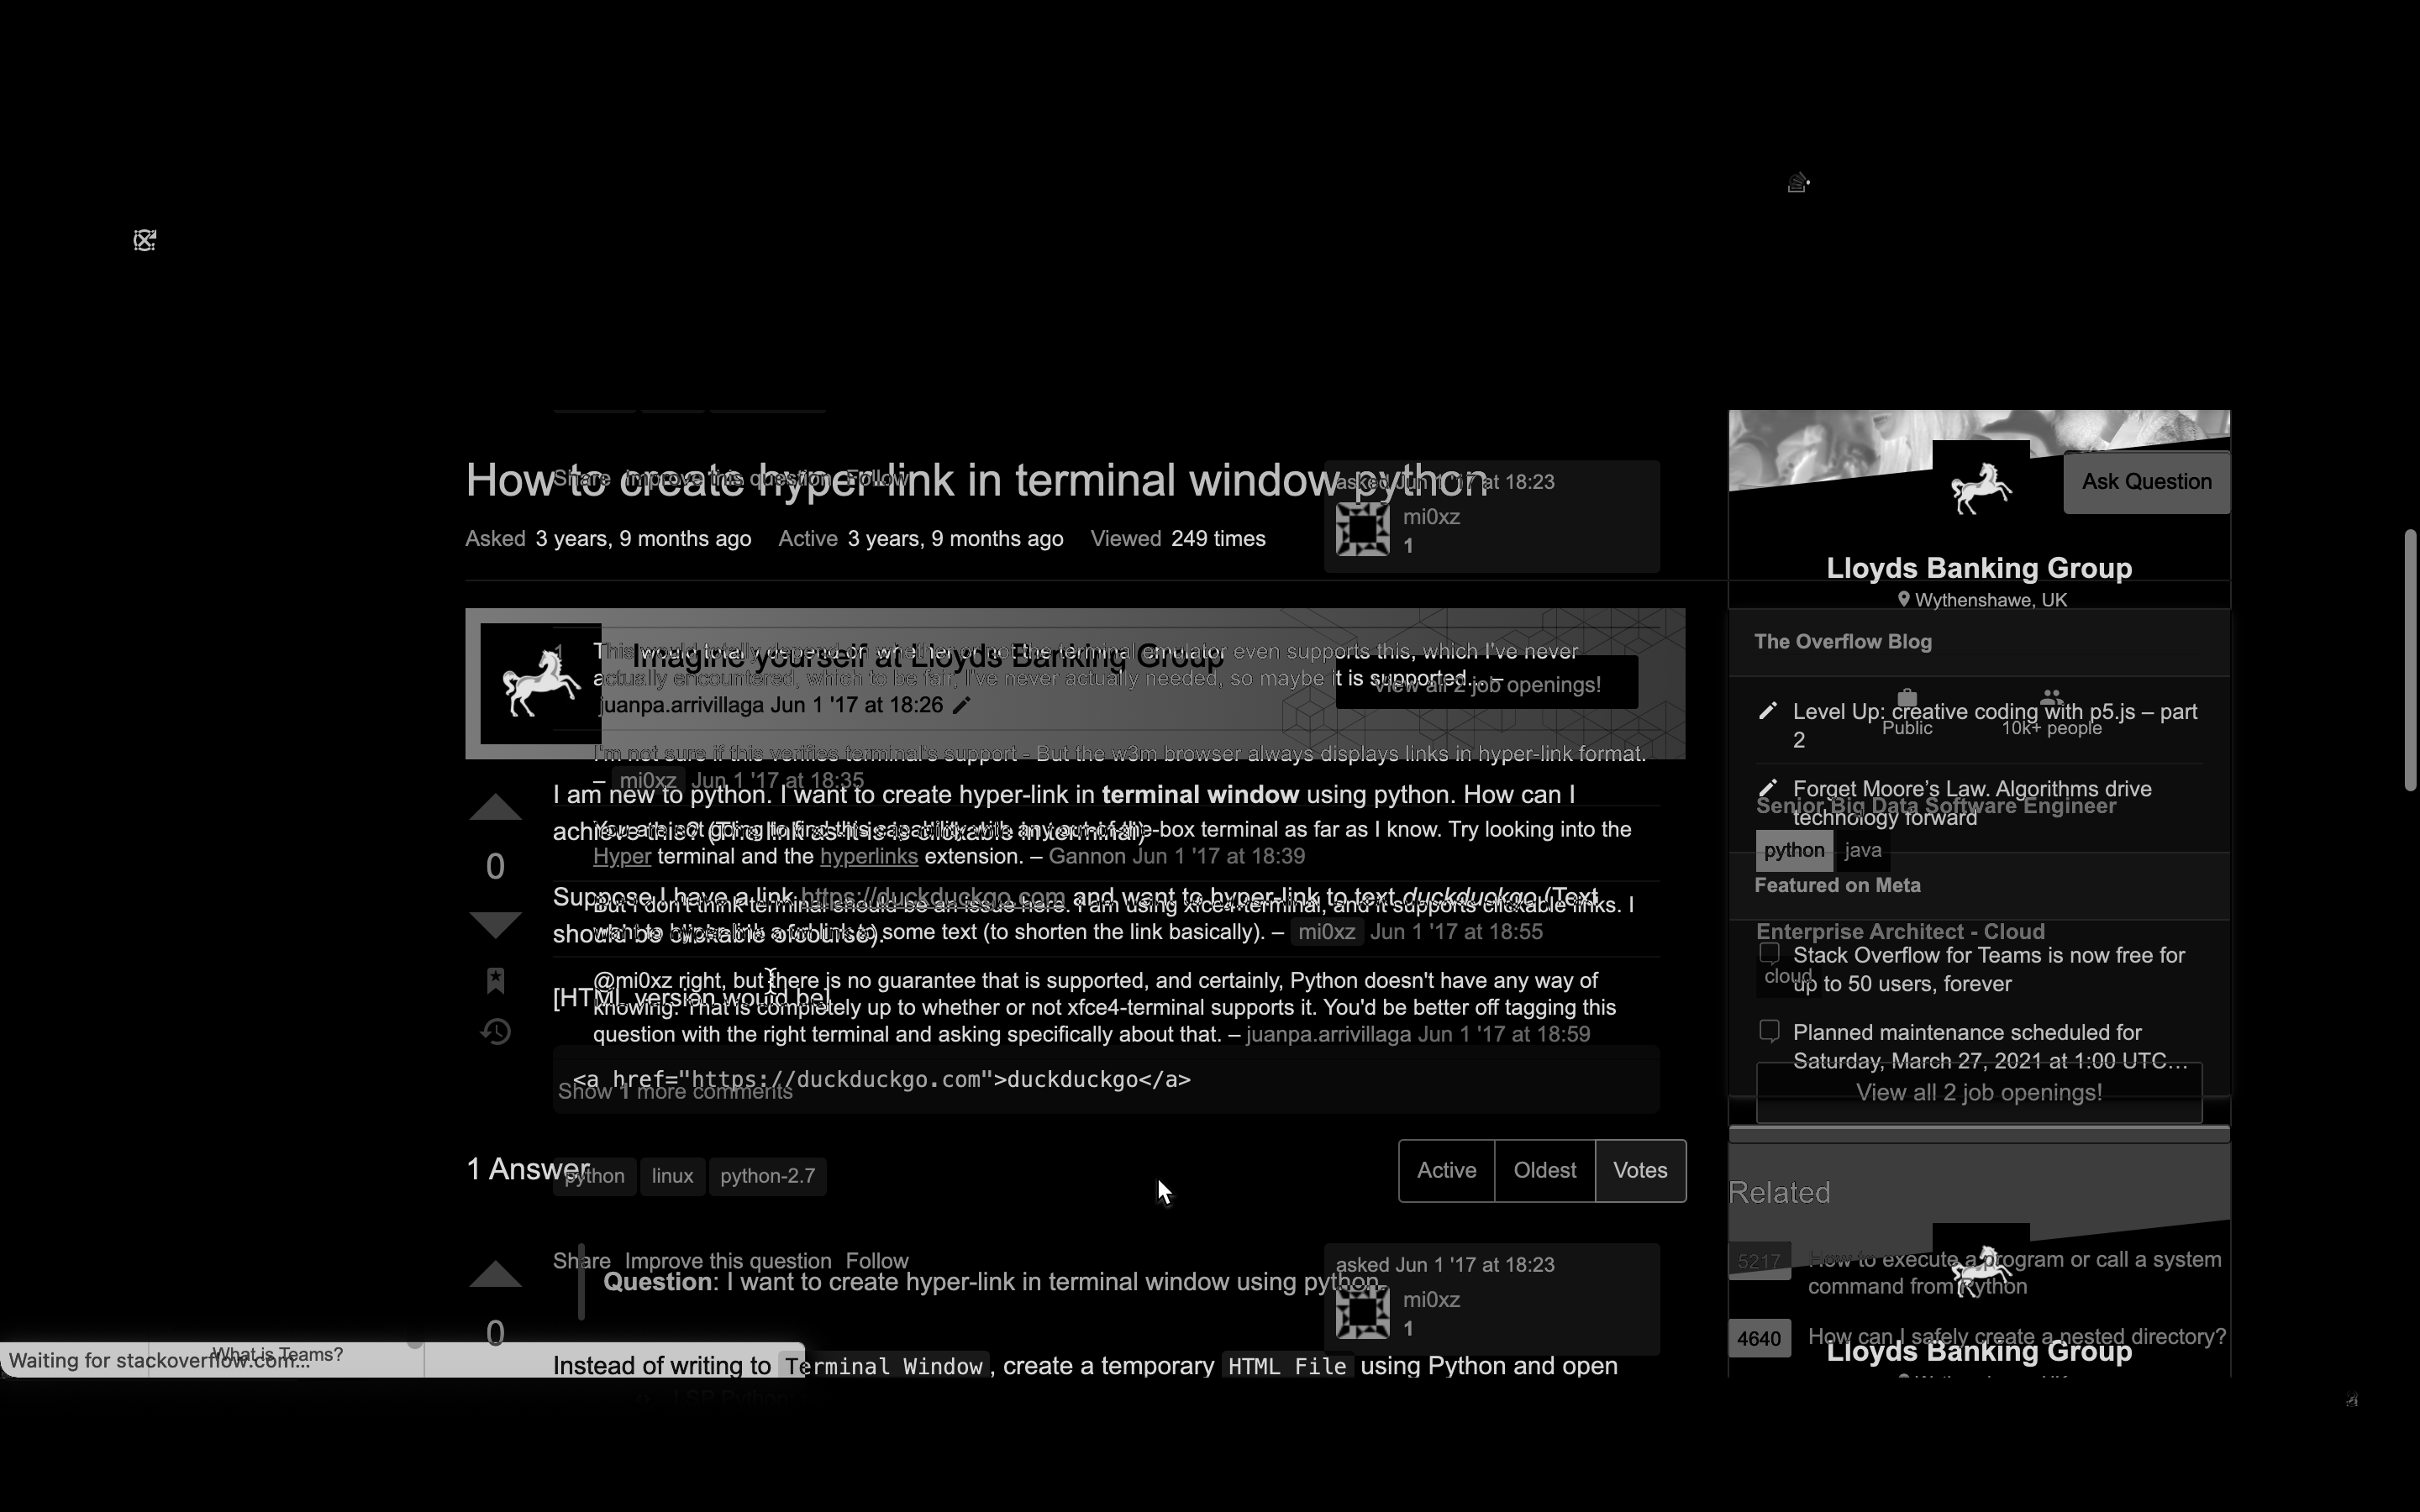 How to create hyper-link in terminal window python
Share Improve this question Follow
asked Jun 1 '17 at 18:23
mi0xz
1
Asked 3 years, 9 months ago Active 3 years, 9 months ago Viewed 249 times
1 This would totally depend on whether or not the terminal emulator even supports this, which I've never
actually encountered, which to be fair, I've never actually needed, so maybe it is supported... –
juanpa.arrivillaga Jun 1 '17 at 18:26
Imagine yourself at Lloyds Banking Group
View all 2 job openings!
I'm not sure if this verifies terminal's support - But the w3m browser always displays links in hyper-link format.
– mi0xz Jun 1 '17 at 18:35
I am new to python. I want to create hyper-link in terminal window using python. How can I
achieve this? (The link as it is is clickable in terminal)
You are not going to find this capability with any out-of-the-box terminal as far as I know. Try looking into the
Hyper terminal and the hyperlinks extension. – Gannon Jun 1 '17 at 18:39
0
Suppose I have a link https://duckduckgo.com and want to hyper-link to text duckduckgo (Text
should be clickable ofcourse).
But I don't think terminal should be an issue here. I am using xfce4-terminal, and it supports clickable links. I
want to hyper-link a link to some text (to shorten the link basically). – mi0xz Jun 1 '17 at 18:55
@mi0xz right, but there is no guarantee that is supported, and certainly, Python doesn't have any way of
knowing. That is completely up to whether or not xfce4-terminal supports it. You'd be better off tagging this
question with the right terminal and asking specifically about that. – juanpa.arrivillaga Jun 1 '17 at 18:59
[HTML version would be]
<a href="https://duckduckgo.com">duckduckgo</a>
Show 1 more comments
1 Answer
python linux python-2.7
Active Oldest Votes
Share Improve this question Follow
asked Jun 1 '17 at 18:23
mi0xz
1
Question: I want to create hyper-link in terminal window using python.
0
Instead of writing to Terminal Window, create a temporary HTML File using Python and open
Waiting for stackoverflow.com...
What is Teams?
LSP Python
Ask Question
Lloyds Banking Group
Wythenshawe, UK
The Overflow Blog
Level Up: creative coding with p5.js – part
2
Public 10k+ people
Forget Moore's Law. Algorithms drive
technology forward
Senior Big Data Software Engineer
python java
Featured on Meta
Enterprise Architect - Cloud
cloud
Stack Overflow for Teams is now free for
up to 50 users, forever
Planned maintenance scheduled for
Saturday, March 27, 2021 at 1:00 UTC...
View all 2 job openings!
Related
5217 How to execute a program or call a system
command from Python
4640 How can I safely create a nested directory?
Lloyds Banking Group